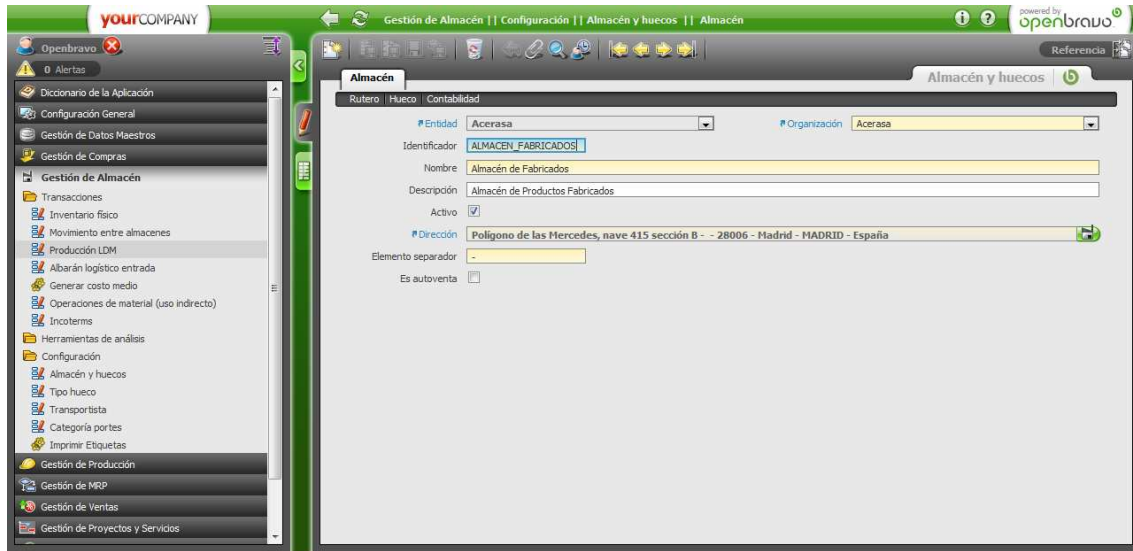 yourCOMPANY
Gestión de Almacén || Configuración || Almacén y huecos || Almacén
powered by
openbravo
Openbravo
0 Alertas
Referencia
Diccionario de la Aplicación
Configuración General
Gestión de Datos Maestros
Gestión de Compras
Gestión de Almacén
Transacciones
Inventario físico
Movimiento entre almacenes
Producción LDM
Albarán logístico entrada
Generar costo medio
Operaciones de material (uso indirecto)
Incoterms
Herramientas de análisis
Configuración
Almacén y huecos
Tipo hueco
Transportista
Categoría portes
Imprimir Etiquetas
Gestión de Producción
Gestión de MRP
Gestión de Ventas
Gestión de Proyectos y Servicios
Almacén
Almacén y huecos
Rutero Hueco Contabilidad
Entidad Acerasa Organización Acerasa
Identificador ALMACEN_FABRICADOS
Nombre Almacén de Fabricados
Descripción Almacén de Productos Fabricados
Activo
Dirección Polígono de las Mercedes, nave 415 sección B - - 28006 - Madrid - MADRID - España
Elemento separador -
Es autoventa